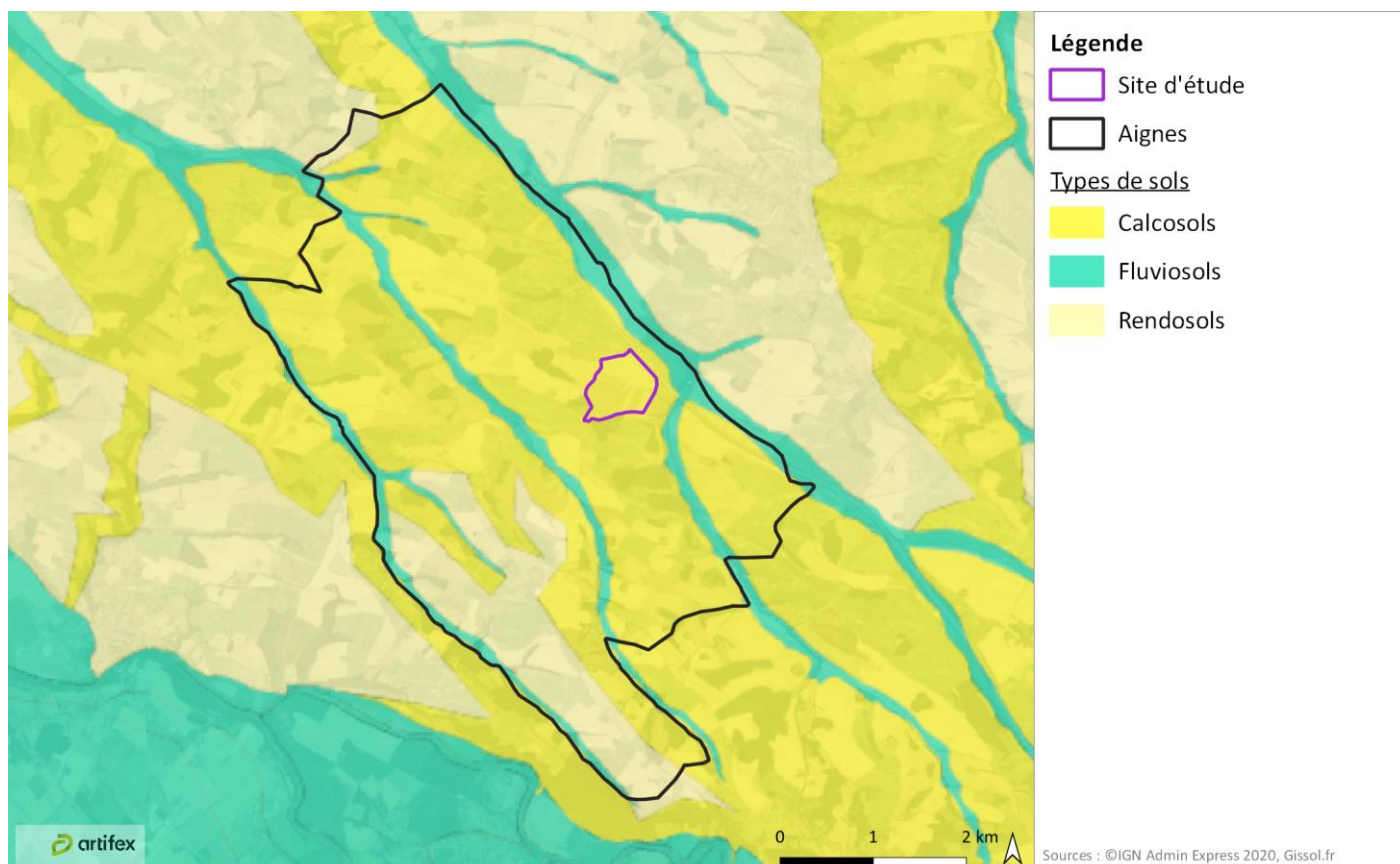 Légende
Site d'étude
Aignes
Types de sols
Calcosols
Fluviosols
Rendosols
artifex
0 1 2 km
Sources : ©IGN Admin Express 2020, Gissol.fr